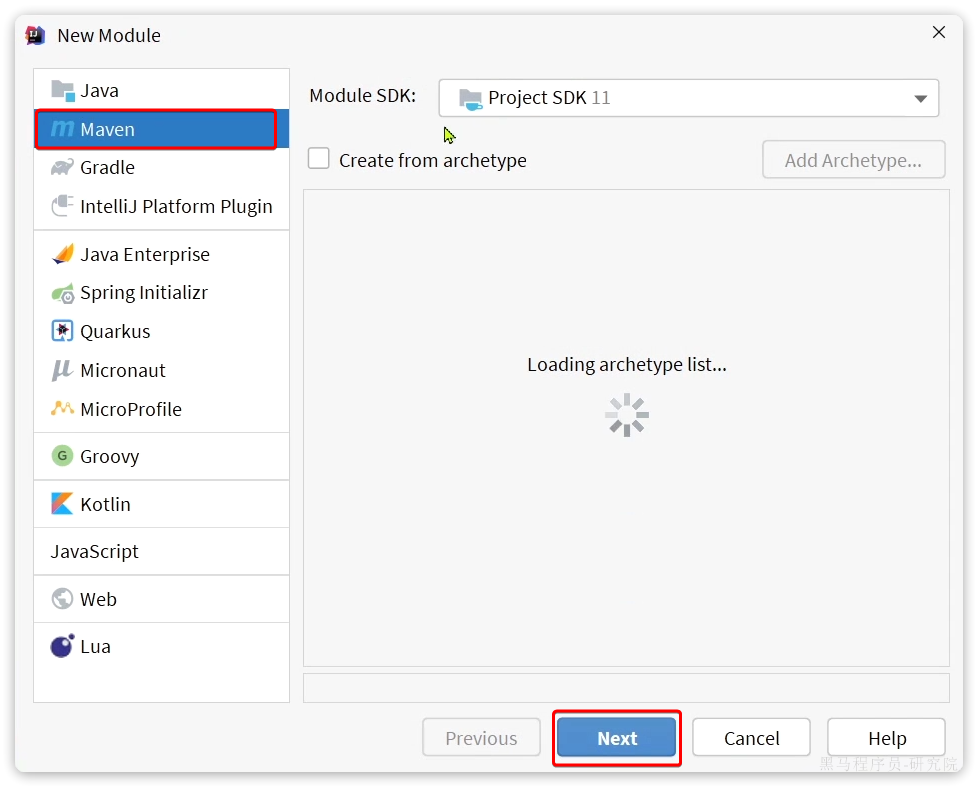 New Module
Java
Maven
Gradle
IntelliJ Platform Plugin
Java Enterprise
Spring Initializr
Quarkus
Micronaut
MicroProfile
G Groovy
Kotlin
JavaScript
Web
Lua
Module SDK: Project SDK 11
Create from archetype Add Archetype...
Loading archetype list...
Previous Next Cancel Help
黑马程序员-研究院